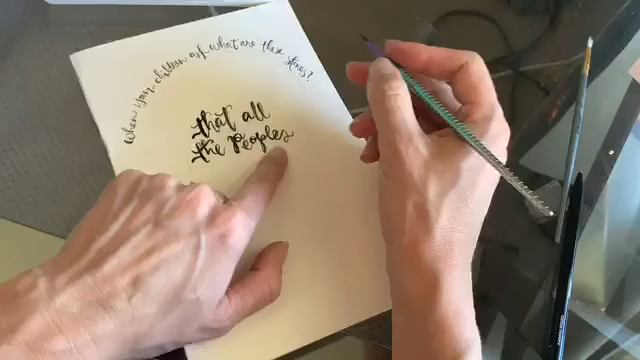 when your children ask what are these stones?
that all
the Peoples